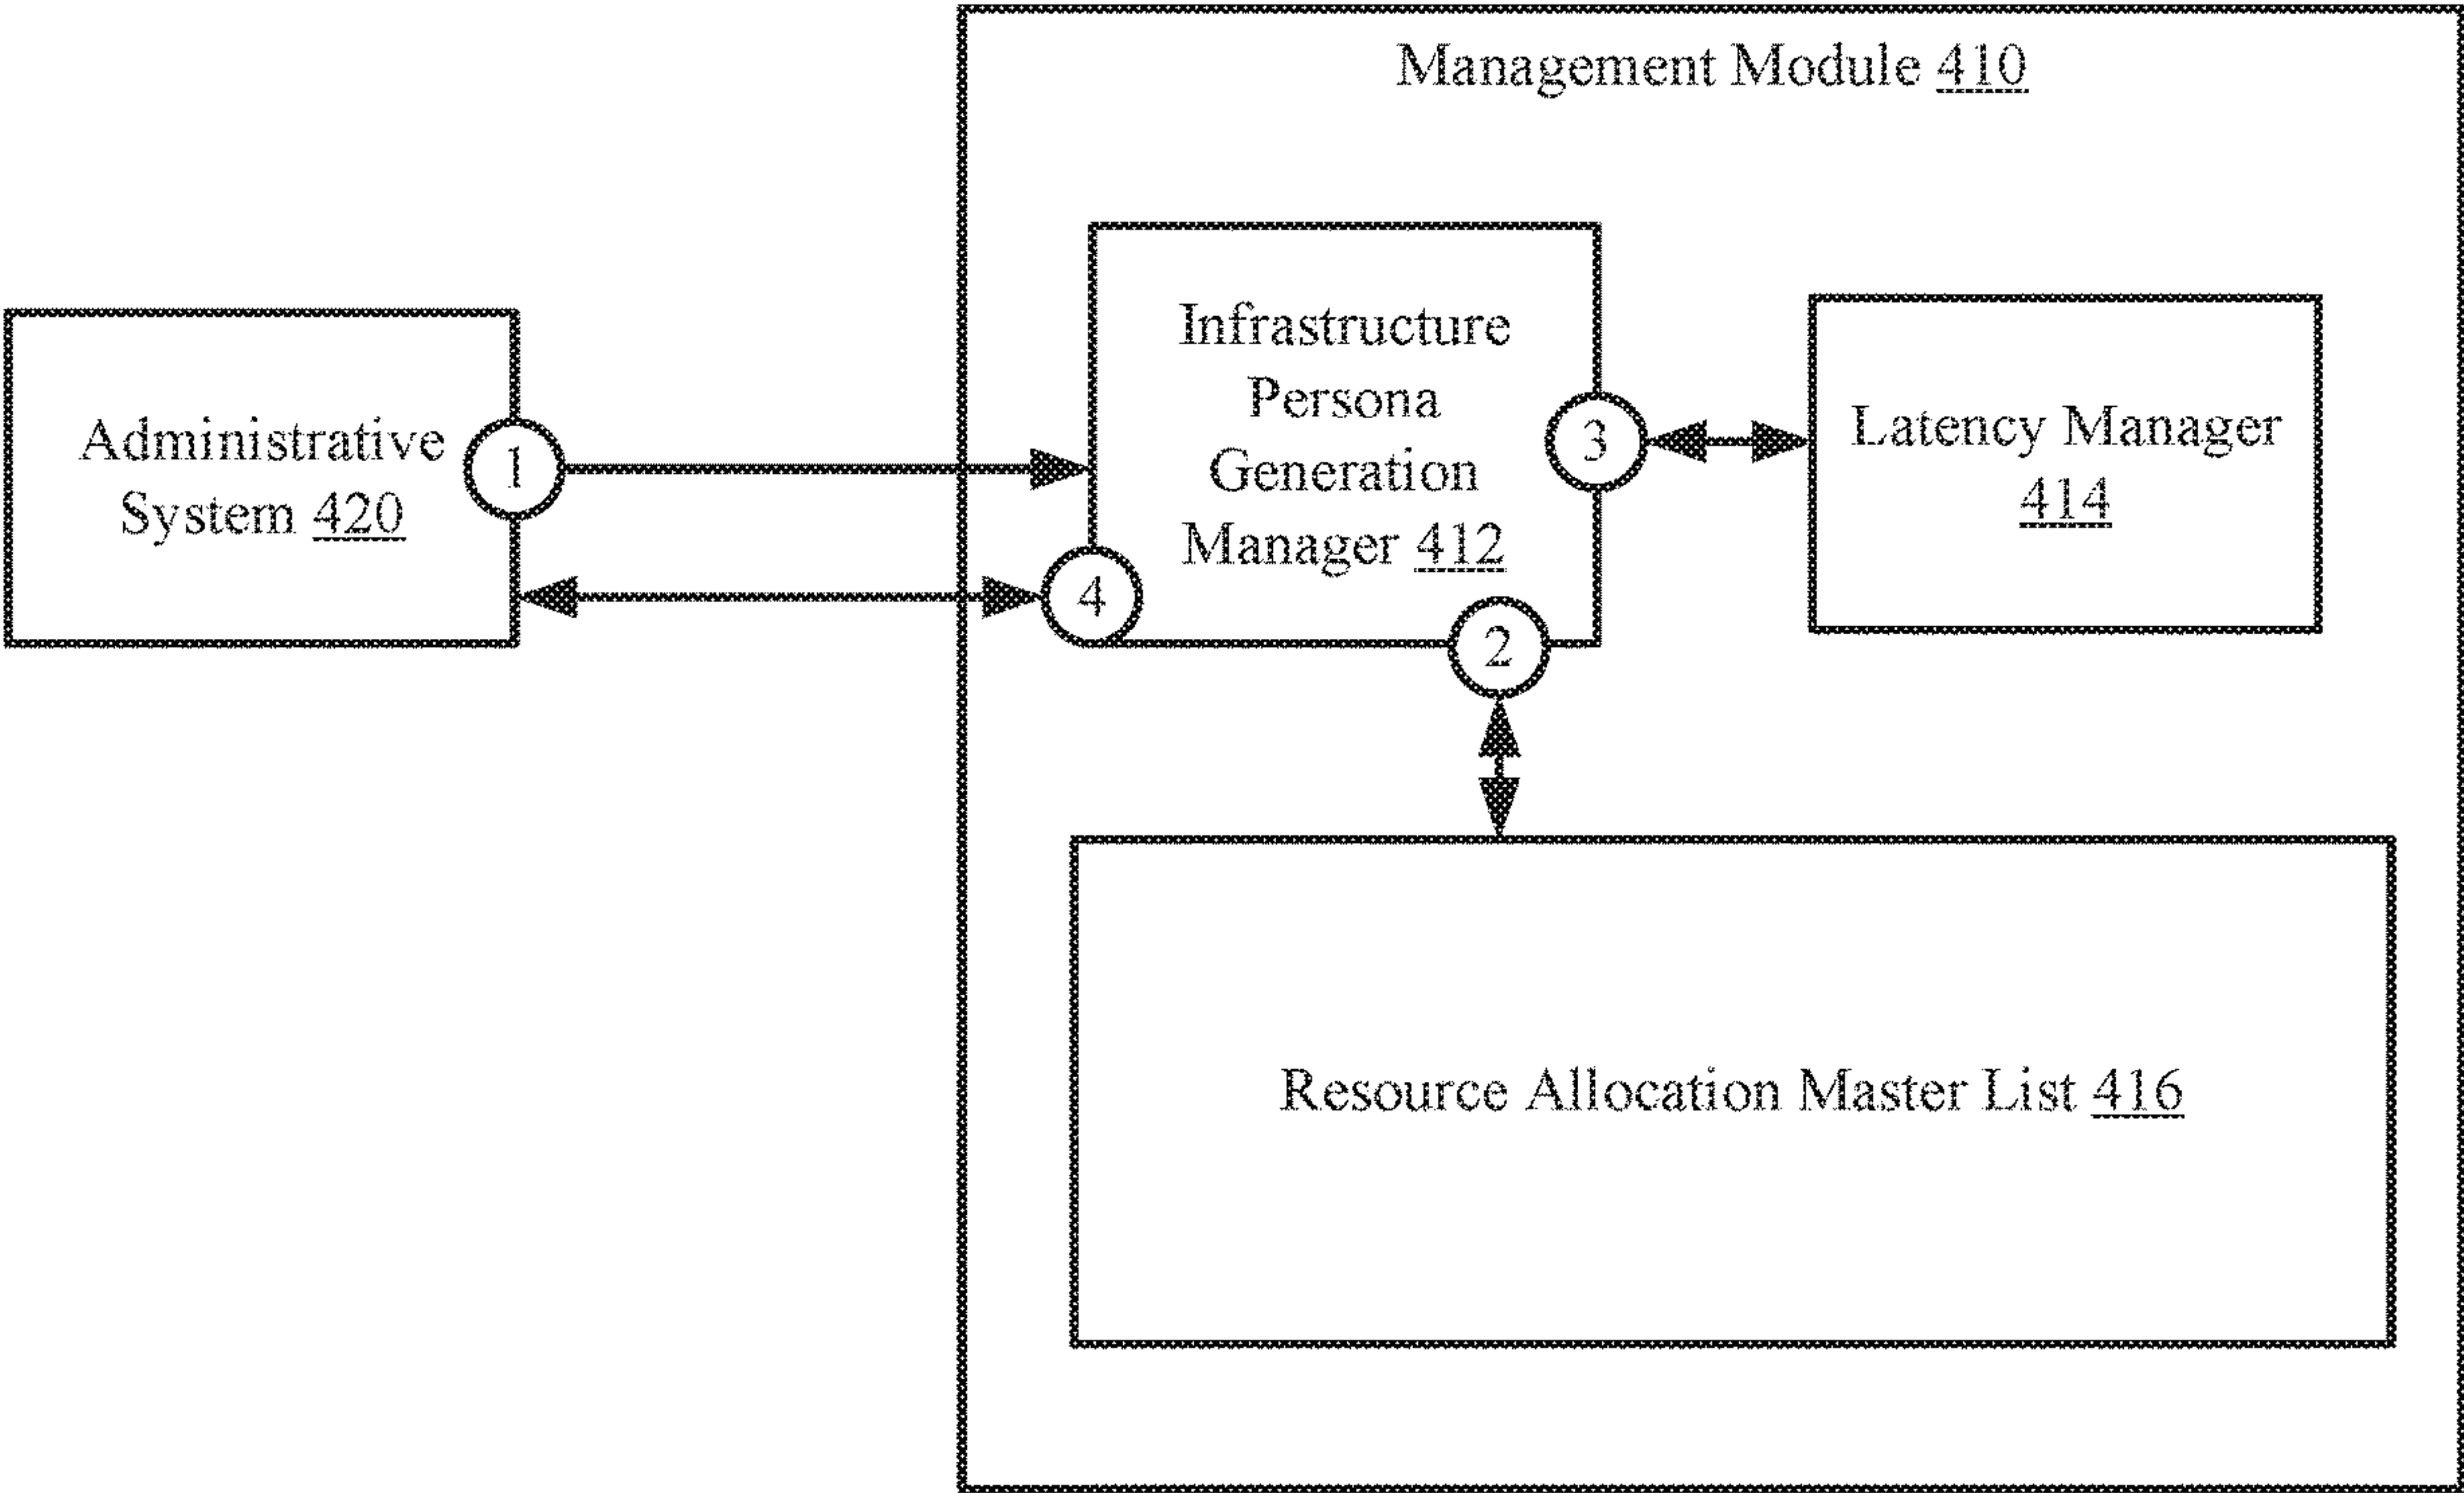 Management Module 410
Administrative
System 420
1
Infrastructure
Persona
Generation
Manager 412
4
3
2
Latency Manager
414
Resource Allocation Master List 416